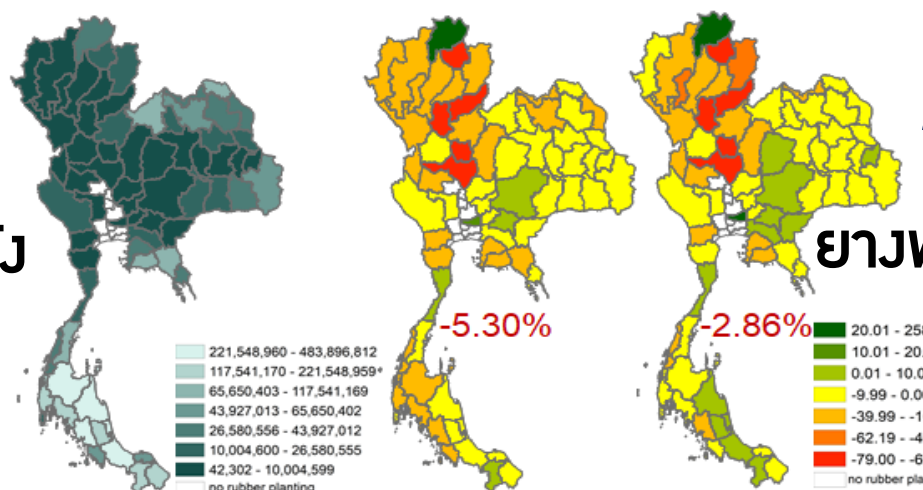 ยาง
-5.30%
-2.86%
221,548,960 - 483,896,812
117,541,170 - 221,548,959
65,650,403 - 117,541,169
43,927,013 - 65,650,402
26,580,556 - 43,927,012
10,004,600 - 26,580,555
42,302 - 10,004,599
no rubber planting
20.01 - 258
10.01 - 20.
0.01 - 10.0
-9.99 - 0.0
-39.99 - -1
-62.19 - -4
-79.00 - -6
no rubber pla